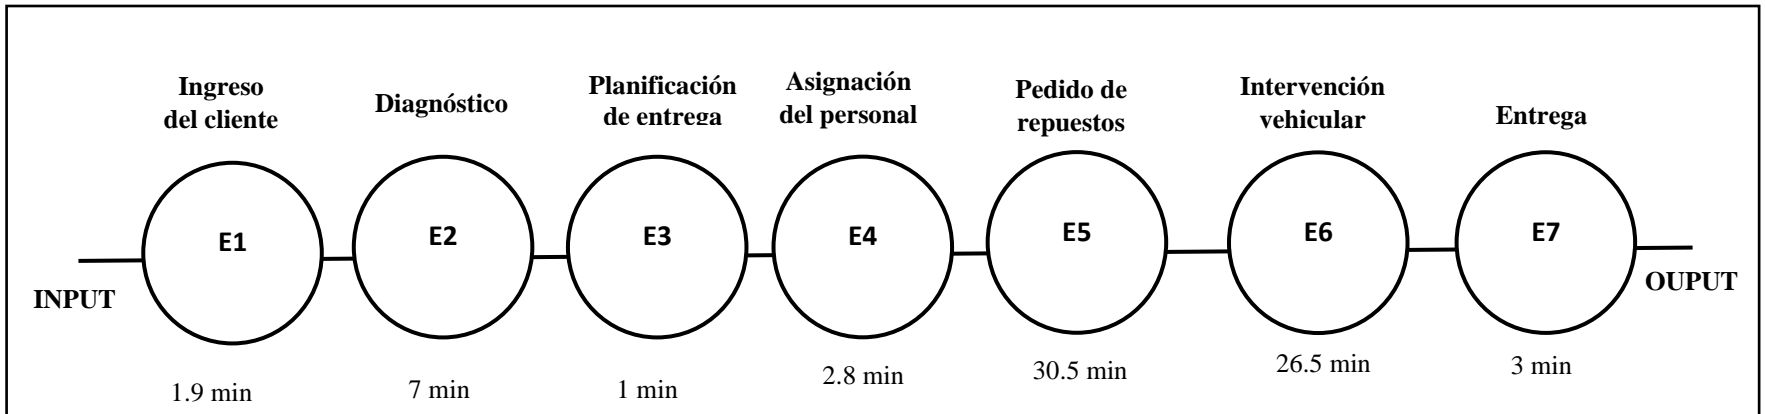 Ingreso
del cliente
Diagnóstico
Planificación
de entrega
Asignación
del personal
Pedido de
repuestos
Intervención
vehicular
Entrega
E1
E2
E3
E4
E5
E6
E7
INPUT
OUPUT
1.9 min
7 min
1 min
2.8 min
30.5 min
26.5 min
3 min